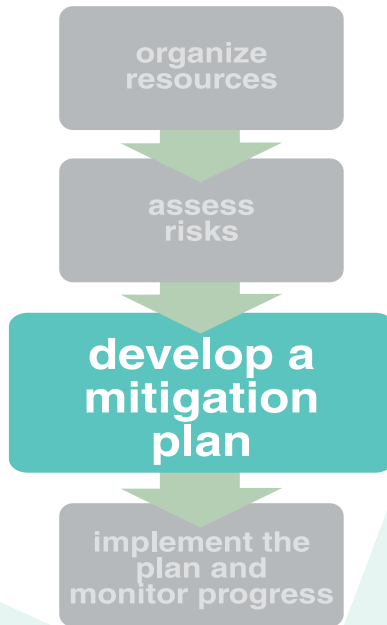 organize
resources
assess
risks
develop a
mitigation
plan
implement the
plan and
monitor progress